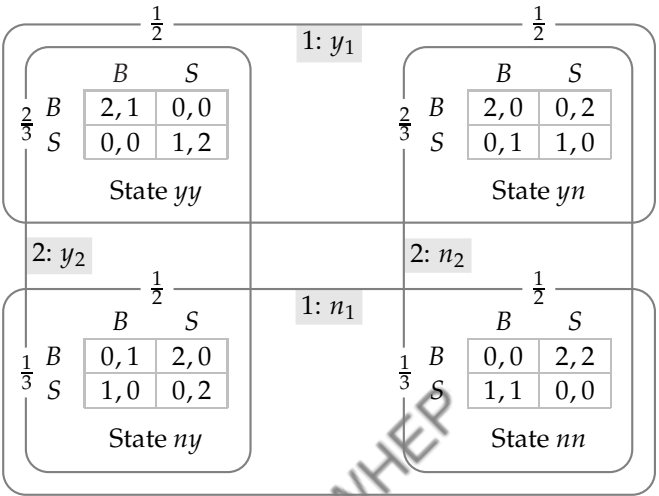 1/2 1/2
1: y₁
B S B S
2/3 B 2, 1 0, 0 2/3 B 2, 0 0, 2
S 0, 0 1, 2 S 0, 1 1, 0
State yy State yn
2: y₂ 2: n₂
1/2 1/2
1: n₁
B S B S
1/3 B 0, 1 2, 0 1/3 B 0, 0 2, 2
S 1, 0 0, 2 S 1, 1 0, 0
State ny State nn
WHEP